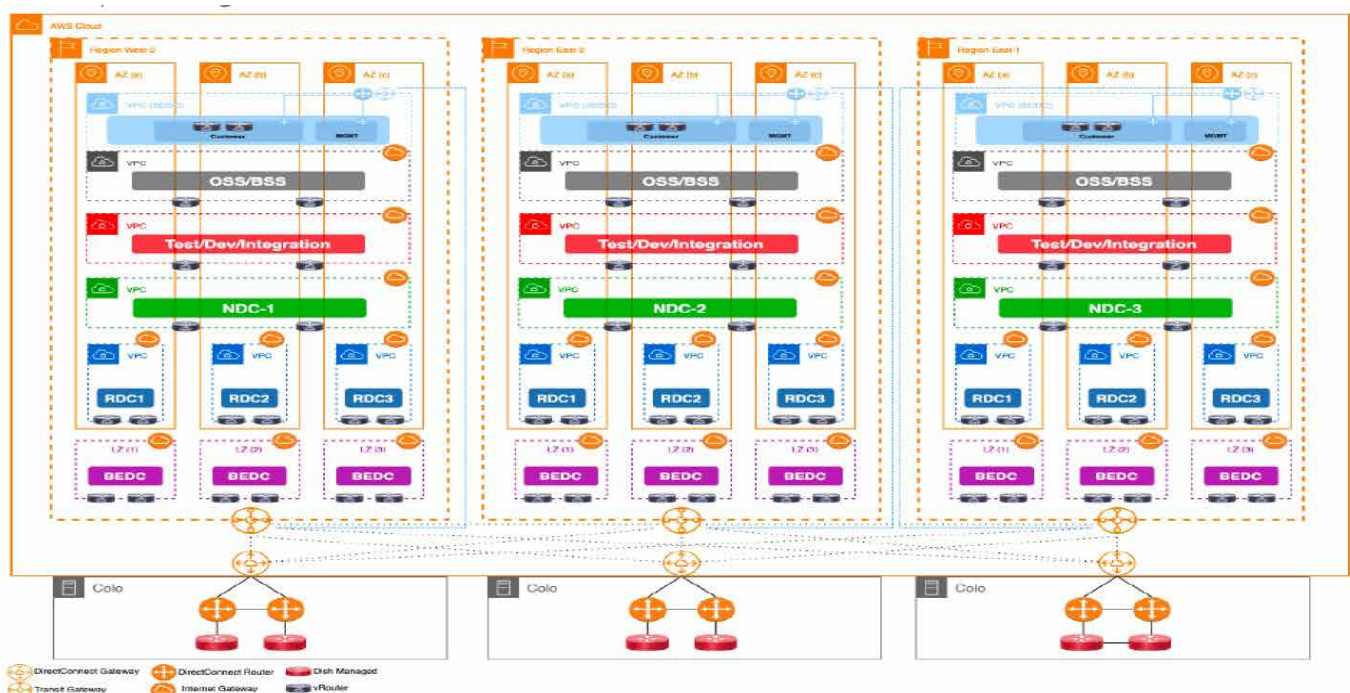 AWS Cloud
Region West-2
AZ (a)
AZ (b)
AZ (c)
Customer
MGMT
VPC
OSS/BSS
VPC
Test/Dev/Integration
VPC
NDC-1
VPC
VPC
VPC
RDC1
RDC2
RDC3
LZ (1)
LZ (2)
LZ (3)
BEDC
BEDC
BEDC
Region East-2
AZ (a)
AZ (b)
AZ (c)
Customer
MGMT
VPC
OSS/BSS
VPC
Test/Dev/Integration
VPC
NDC-2
VPC
VPC
VPC
RDC1
RDC2
RDC3
LZ (1)
LZ (2)
LZ (3)
BEDC
BEDC
BEDC
Region East-1
AZ (a)
AZ (b)
AZ (c)
Customer
MGMT
VPC
OSS/BSS
VPC
Test/Dev/Integration
VPC
NDC-3
VPC
VPC
VPC
RDC1
RDC2
RDC3
LZ (1)
LZ (2)
LZ (3)
BEDC
BEDC
BEDC
Colo
Colo
Colo
DirectConnect Gateway
DirectConnect Router
Dish Managed
Transit Gateway
Internet Gateway
vRouter